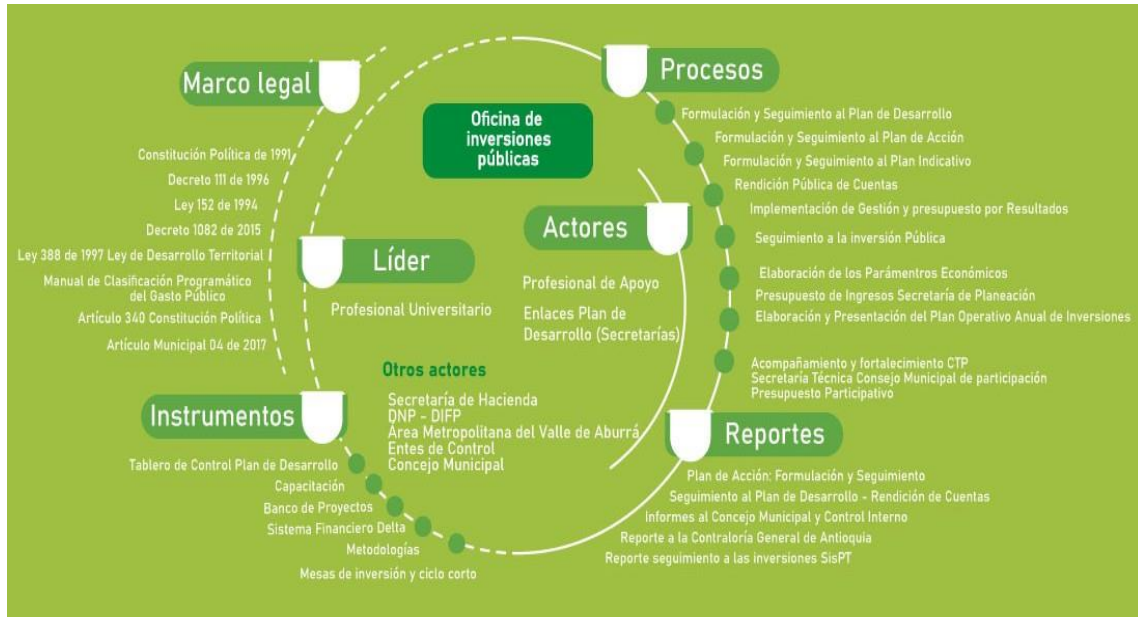 Marco legal
Constitución Política de 1991
Decreto 111 de 1996
Ley 152 de 1994
Decreto 1082 de 2015
Ley 388 de 1997 Ley de Desarrollo Territorial
Manual de Clasificación Programático
del Gasto Público
Artículo 340 Constitución Política
Artículo Municipal 04 de 2017
Oficina de
inversiones
públicas
Líder
Profesional Universitario
Actores
Profesional de Apoyo
Enlaces Plan de
Desarrollo (Secretarías)
Otros actores
Secretaría de Hacienda
DNP - DIFP
Área Metropolitana del Valle de Aburrá
Entes de Control
Concejo Municipal
Procesos
Formulación y Seguimiento al Plan de Desarrollo
Formulación y Seguimiento al Plan de Acción
Formulación y Seguimiento al Plan Indicativo
Rendición Pública de Cuentas
Implementación de Gestión y presupuesto por Resultados
Seguimiento a la inversión Pública
Elaboración de los Parámentros Económicos
Presupuesto de Ingresos Secretaría de Planeación
Elaboración y Presentación del Plan Operativo Anual de Inversiones
Acompañamiento y fortalecimiento CTP
Secretaría Técnica Consejo Municipal de participación
Presupuesto Participativo
Instrumentos
Tablero de Control Plan de Desarrollo
Capacitación
Banco de Proyectos
Sistema Financiero Delta
Metodologías
Mesas de inversión y ciclo corto
Reportes
Plan de Acción: Formulación y Seguimiento
Seguimiento al Plan de Desarrollo - Rendición de Cuentas
Informes al Concejo Municipal y Control Interno
Reporte a la Contraloría General de Antioquia
Reporte seguimiento a las inversiones SisPT